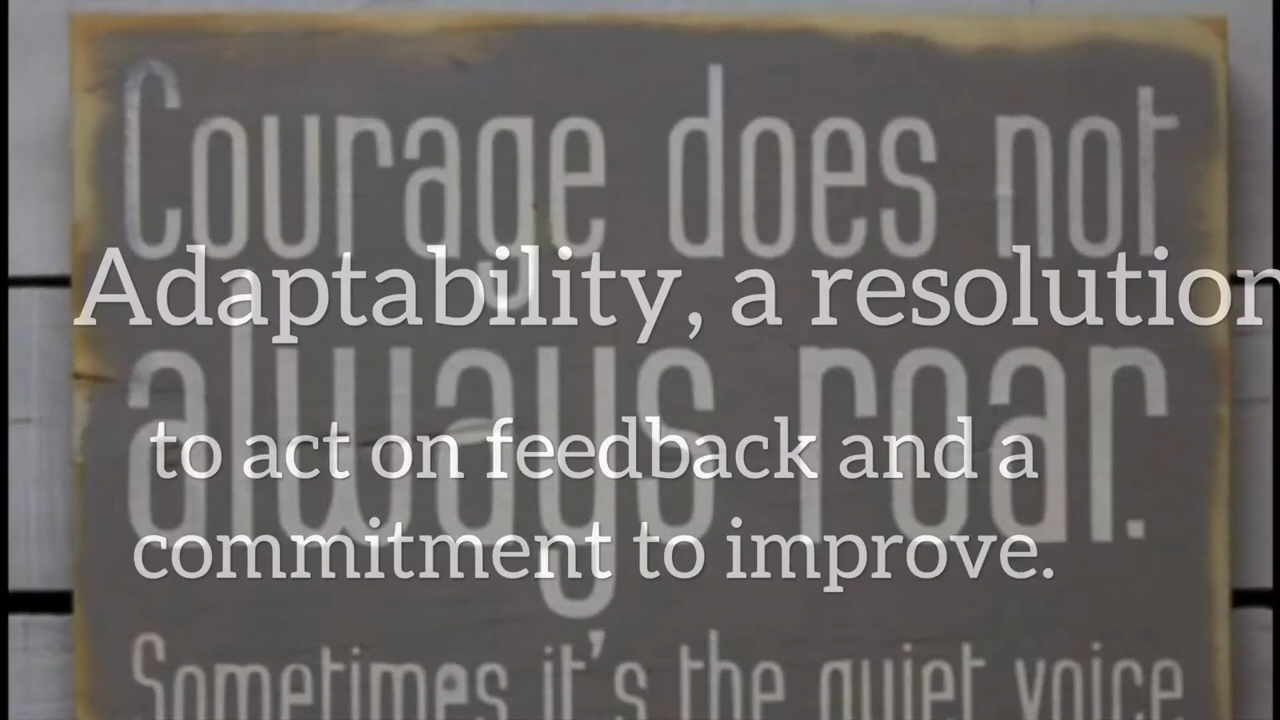 Courage does not
Adaptability, a resolution
always roar.
to act on feedback and a
commitment to improve.
Sometimes it's the quiet voice